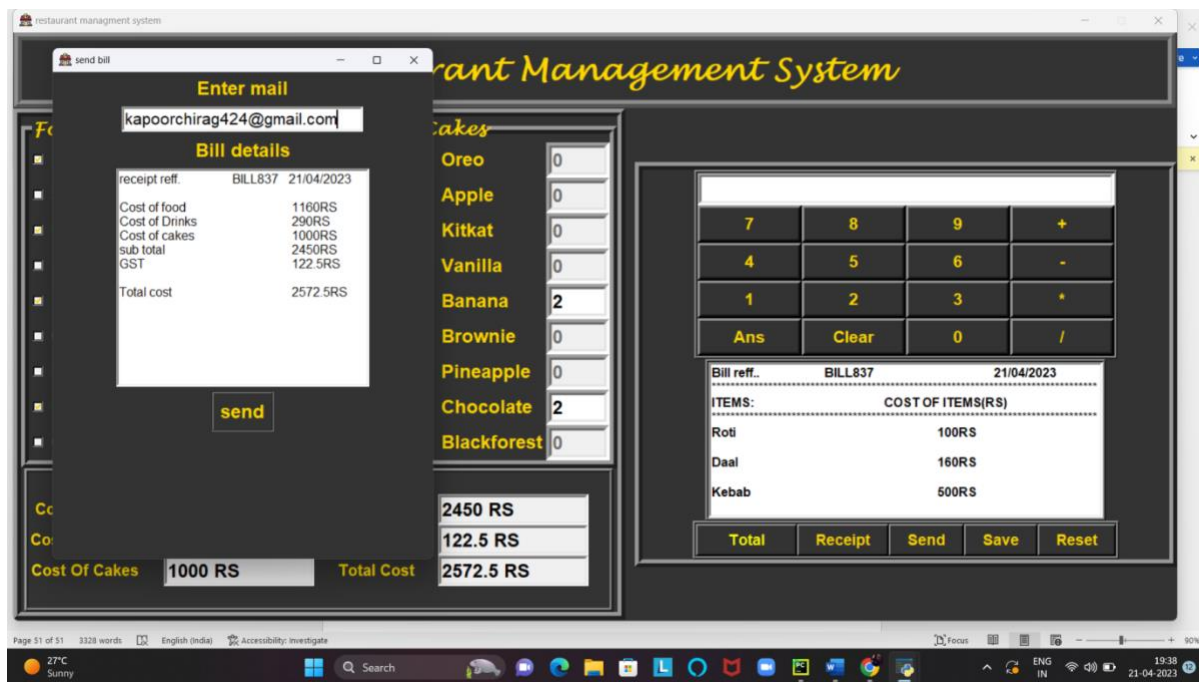 restaurant managment system
send bill
rant Management System
Enter mail
kapoorchirag424@gmail.com
Bill details
receipt reff. BILL837 21/04/2023
Cost of food 1160RS
Cost of Drinks 290RS
Cost of cakes 1000RS
sub total 2450RS
GST 122.5RS
Total cost 2572.5RS
send
Fo
Cakes
Oreo 0
Apple 0
Kitkat 0
Vanilla 0
Banana 2
Brownie 0
Pineapple 0
Chocolate 2
Blackforest 0
Co 2450 RS
Co 122.5 RS
Cost Of Cakes 1000 RS Total Cost 2572.5 RS
7 8 9 +
4 5 6 -
1 2 3 *
Ans Clear 0 /
Bill reff.. BILL837 21/04/2023
ITEMS: COST OF ITEMS(RS)
Roti 100RS
Daal 160RS
Kebab 500RS
Total Receipt Send Save Reset
Page 51 of 51 3328 words English (India) Accessibility: Investigate Focus 90%
27°C
Sunny
Search
ENG
IN
19:38
21-04-2023
12